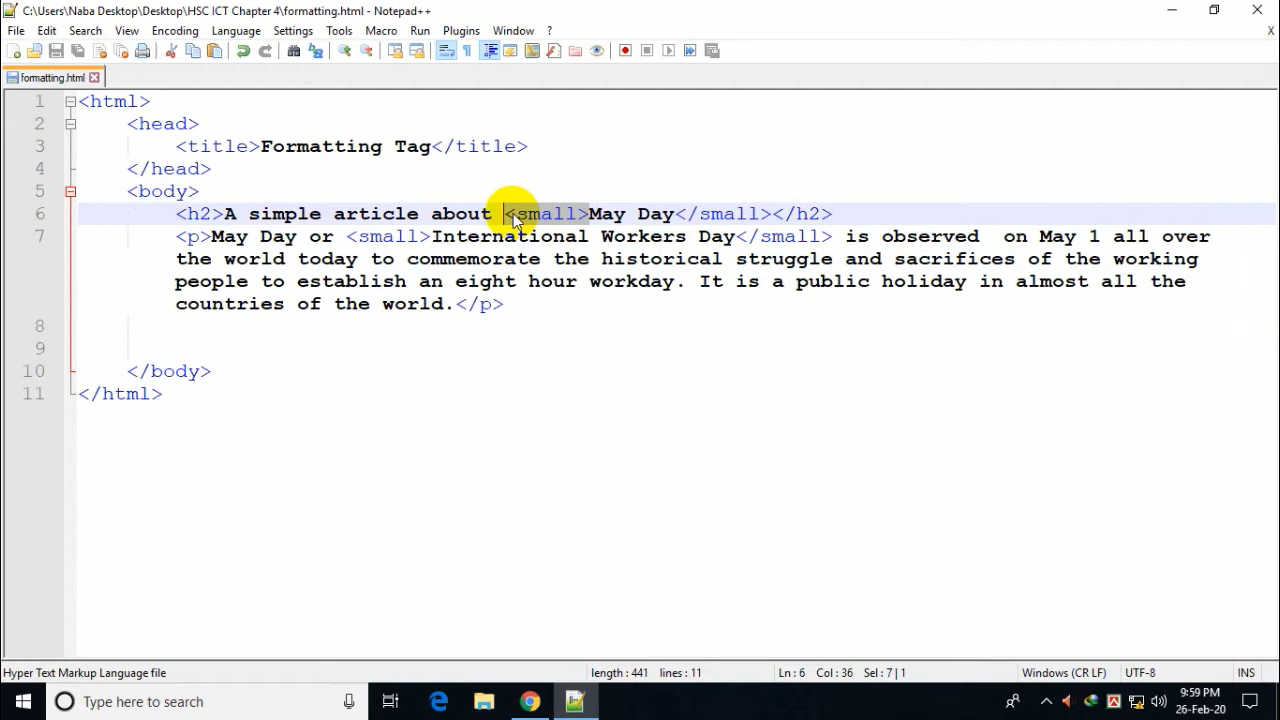 C:\Users\Naba Desktop\Desktop\HSC ICT Chapter 4\formatting.html - Notepad++
File Edit Search View Encoding Language Settings Tools Macro Run Plugins Window ? X
formatting.html
1 <html>
2 <head>
3 <title>Formatting Tag</title>
4 </head>
5 <body>
6 <h2>A simple article about <small>May Day</small></h2>
7 <p>May Day or <small>International Workers Day</small> is observed on May 1 all over
the world today to commemorate the historical struggle and sacrifices of the working
people to establish an eight hour workday. It is a public holiday in almost all the
countries of the world.</p>
8
9
10 </body>
11 </html>
Hyper Text Markup Language file length : 441 lines : 11 Ln : 6 Col : 36 Sel : 7 | 1 Windows (CR LF) UTF-8 INS
Type here to search
9:59 PM
26-Feb-20